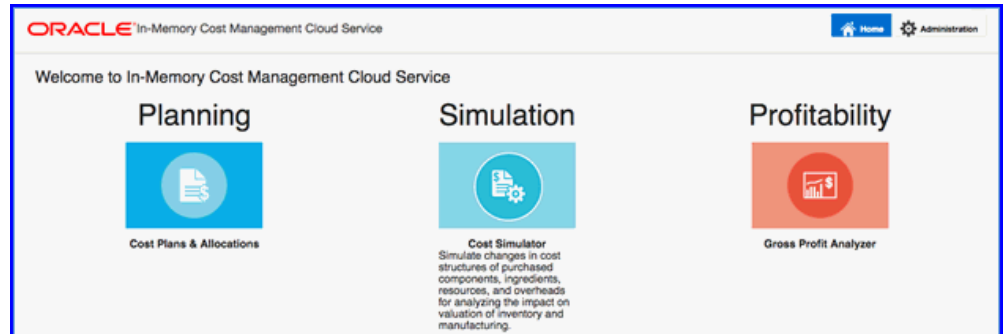 ORACLE In-Memory Cost Management Cloud Service
Home
Administration
Welcome to In-Memory Cost Management Cloud Service
Planning
Simulation
Profitability
Cost Plans & Allocations
Cost Simulator
Simulate changes in cost
structures of purchased
components, ingredients,
resources, and overheads
for analyzing the impact on
valuation of inventory and
manufacturing.
Gross Profit Analyzer